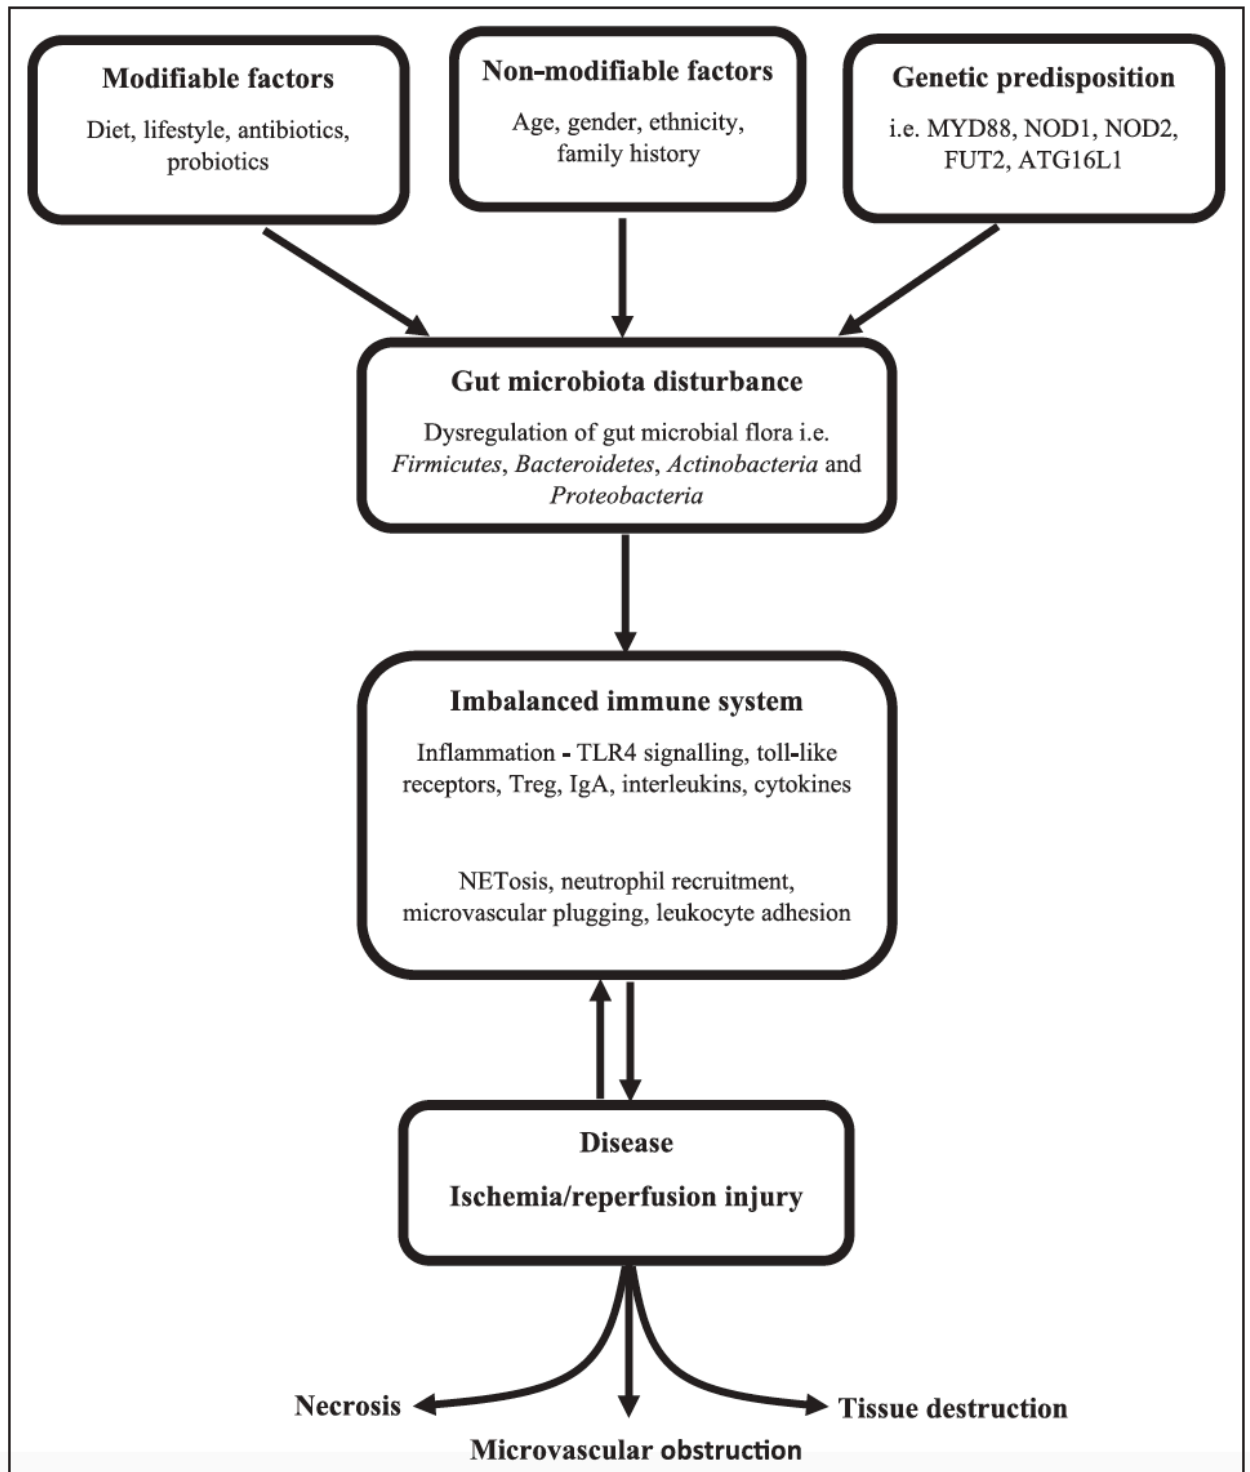 Modifiable factors
Diet, lifestyle, antibiotics,
probiotics
Non-modifiable factors
Age, gender, ethnicity,
family history
Genetic predisposition
i.e. MYD88, NOD1, NOD2,
FUT2, ATG16L1
Gut microbiota disturbance
Dysregulation of gut microbial flora i.e.
Firmicutes, Bacteroidetes, Actinobacteria and
Proteobacteria
Imbalanced immune system
Inflammation - TLR4 signalling, toll-like
receptors, Treg, IgA, interleukins, cytokines
NETosis, neutrophil recruitment,
microvascular plugging, leukocyte adhesion
Disease
Ischemia/reperfusion injury
Necrosis
Microvascular obstruction
Tissue destruction